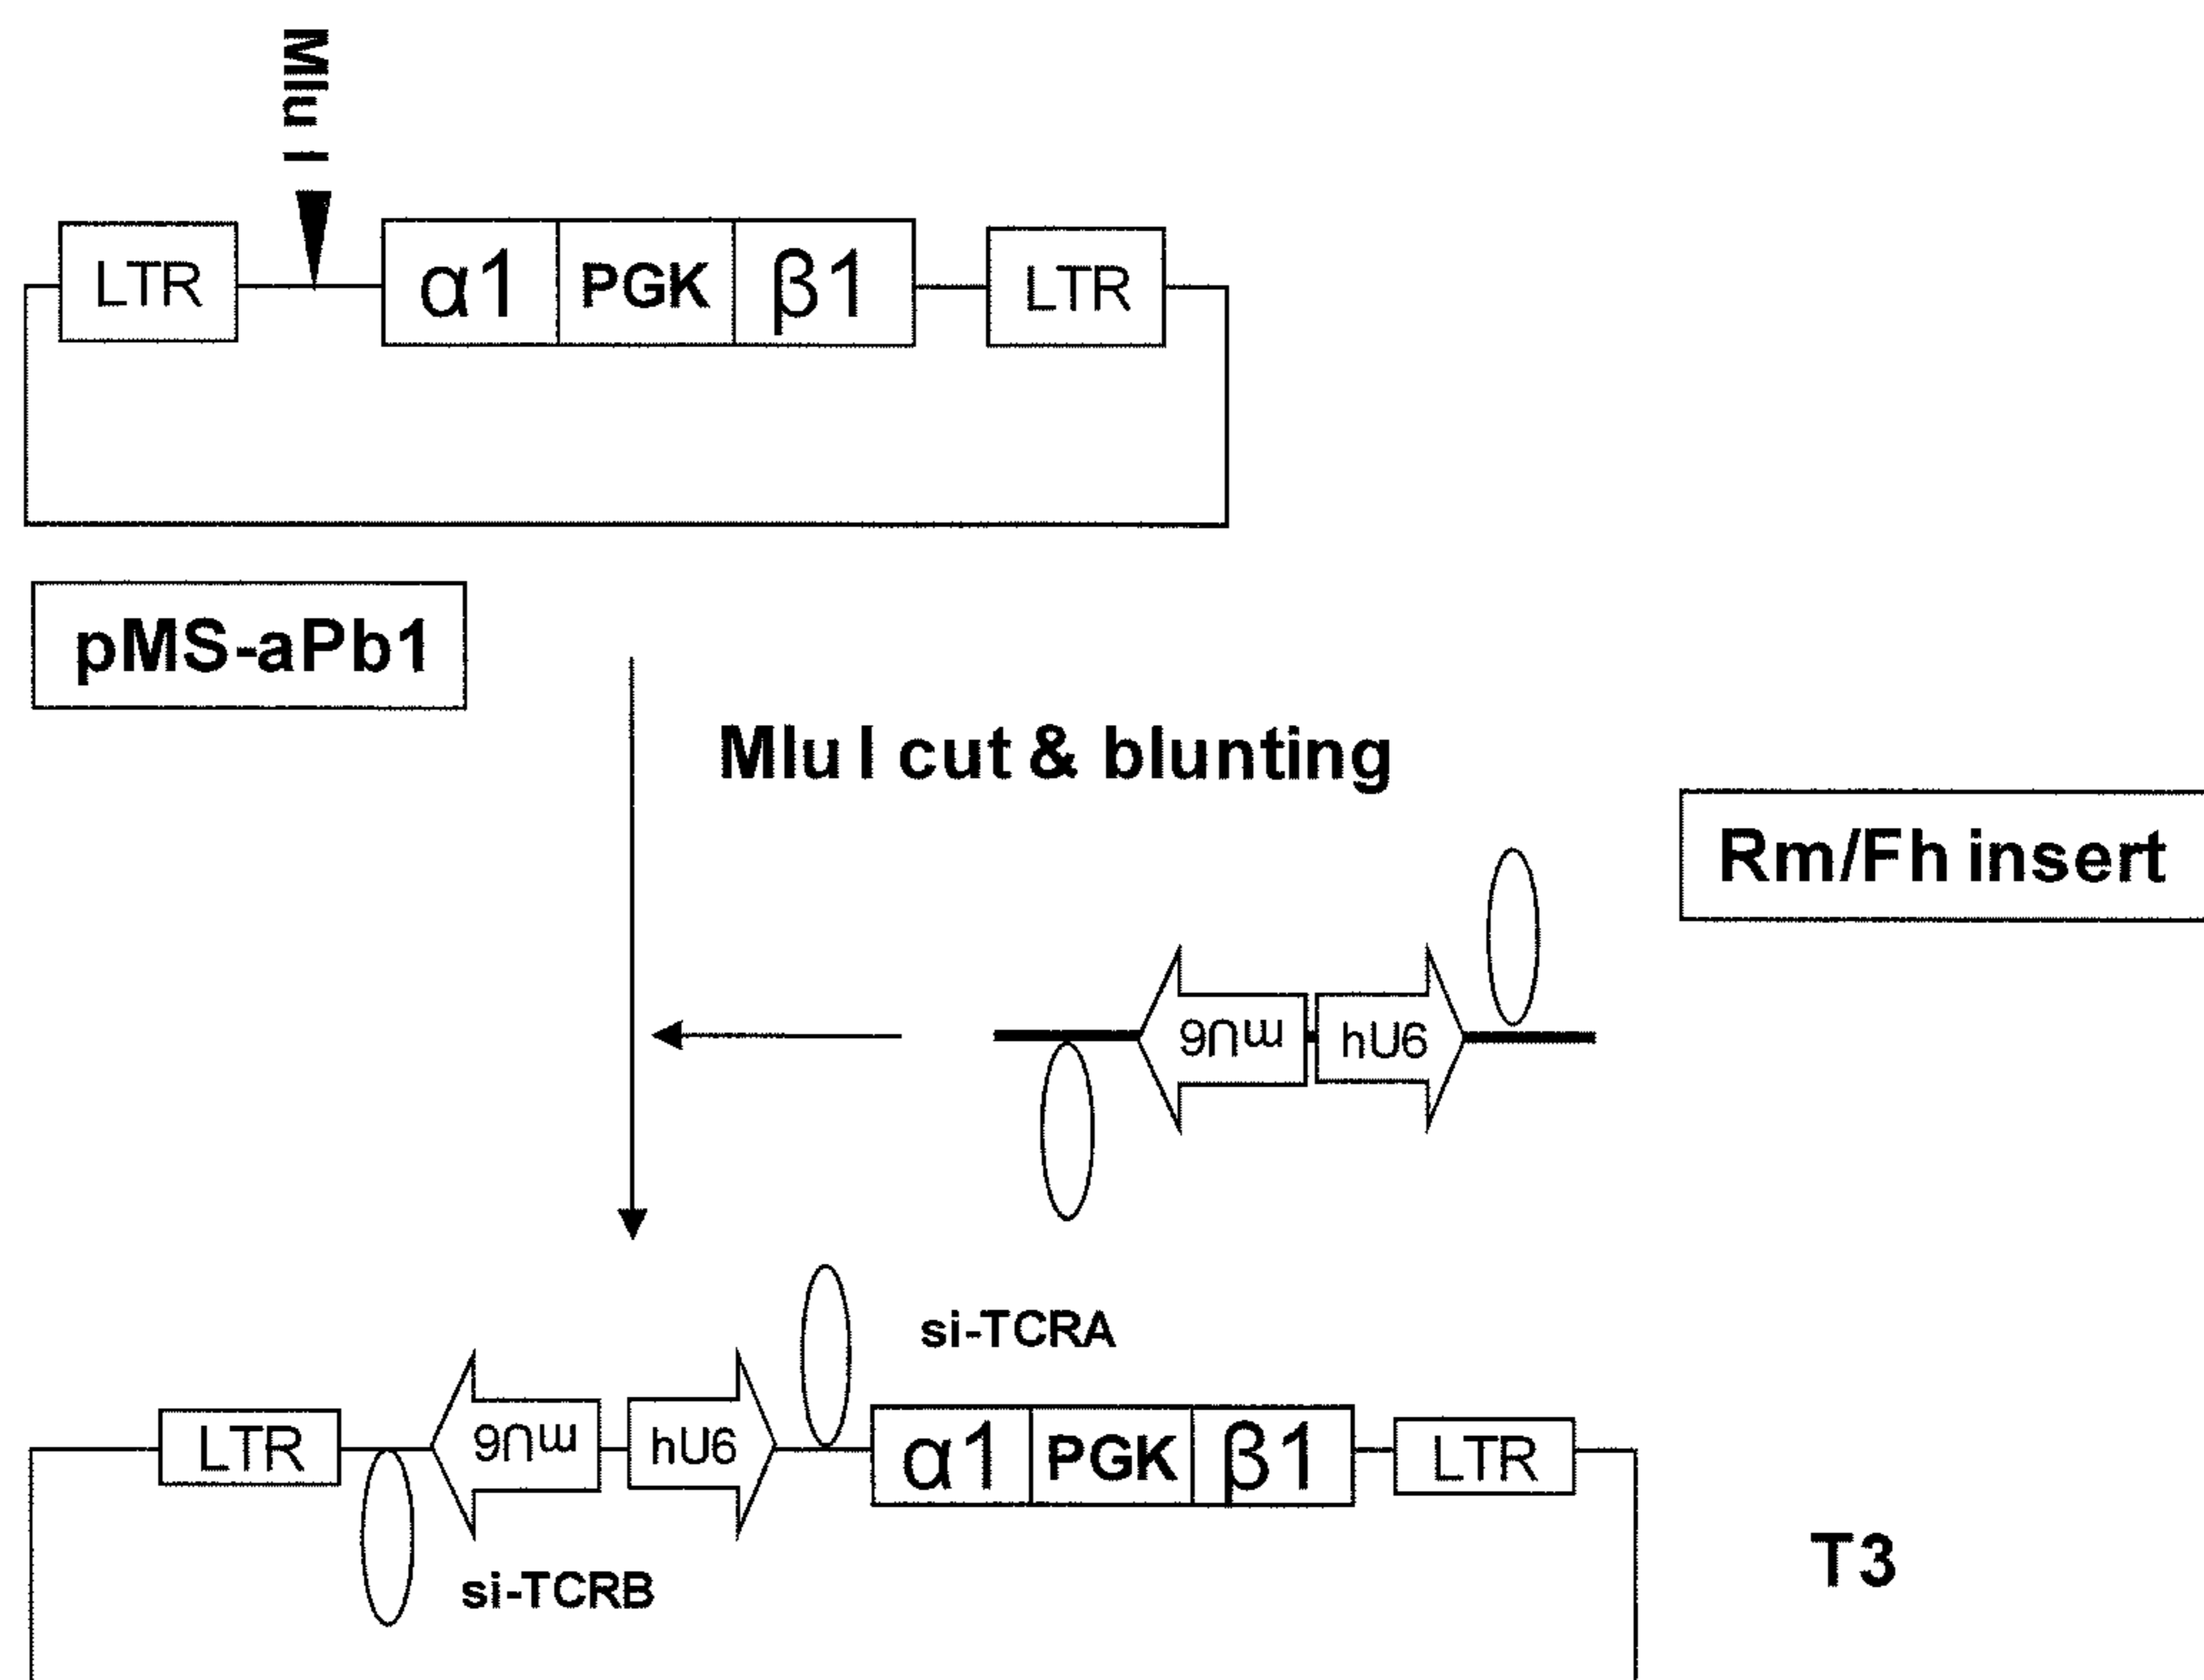 Mlu I
LTR
α1
PGK
β1
LTR
pMS-aPb1
Mlu I cut & blunting
Rm/Fh insert
mU6
hU6
si-TCRA
LTR
mU6
hU6
α1
PGK
β1
LTR
T3
si-TCRB